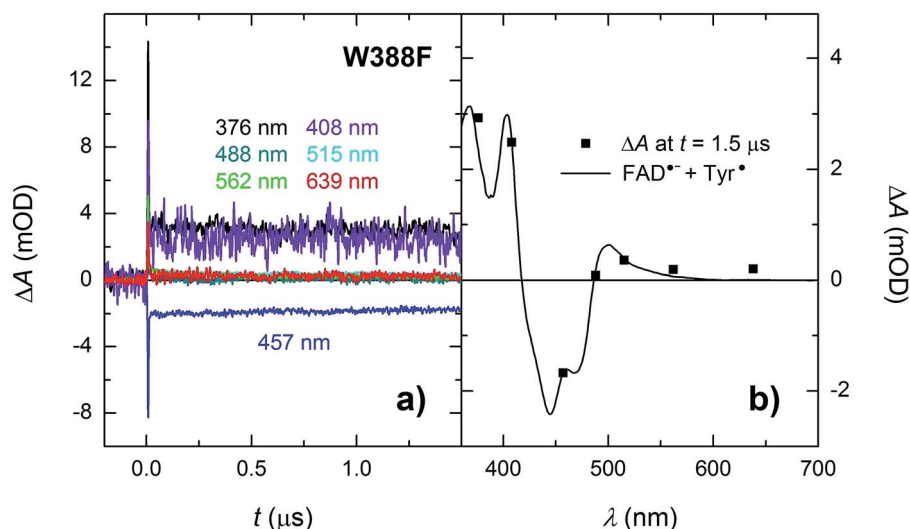 W388F
376 nm 408 nm
488 nm 515 nm
562 nm 639 nm
457 nm
a)
12
8
4
0
-4
-8
ΔA (mOD)
0.0 0.5 1.0
t (μs)
ΔA at t = 1.5 μs
FAD•− + Tyr•
b)
4
2
0
-2
ΔA (mOD)
400 500 600 700
λ (nm)